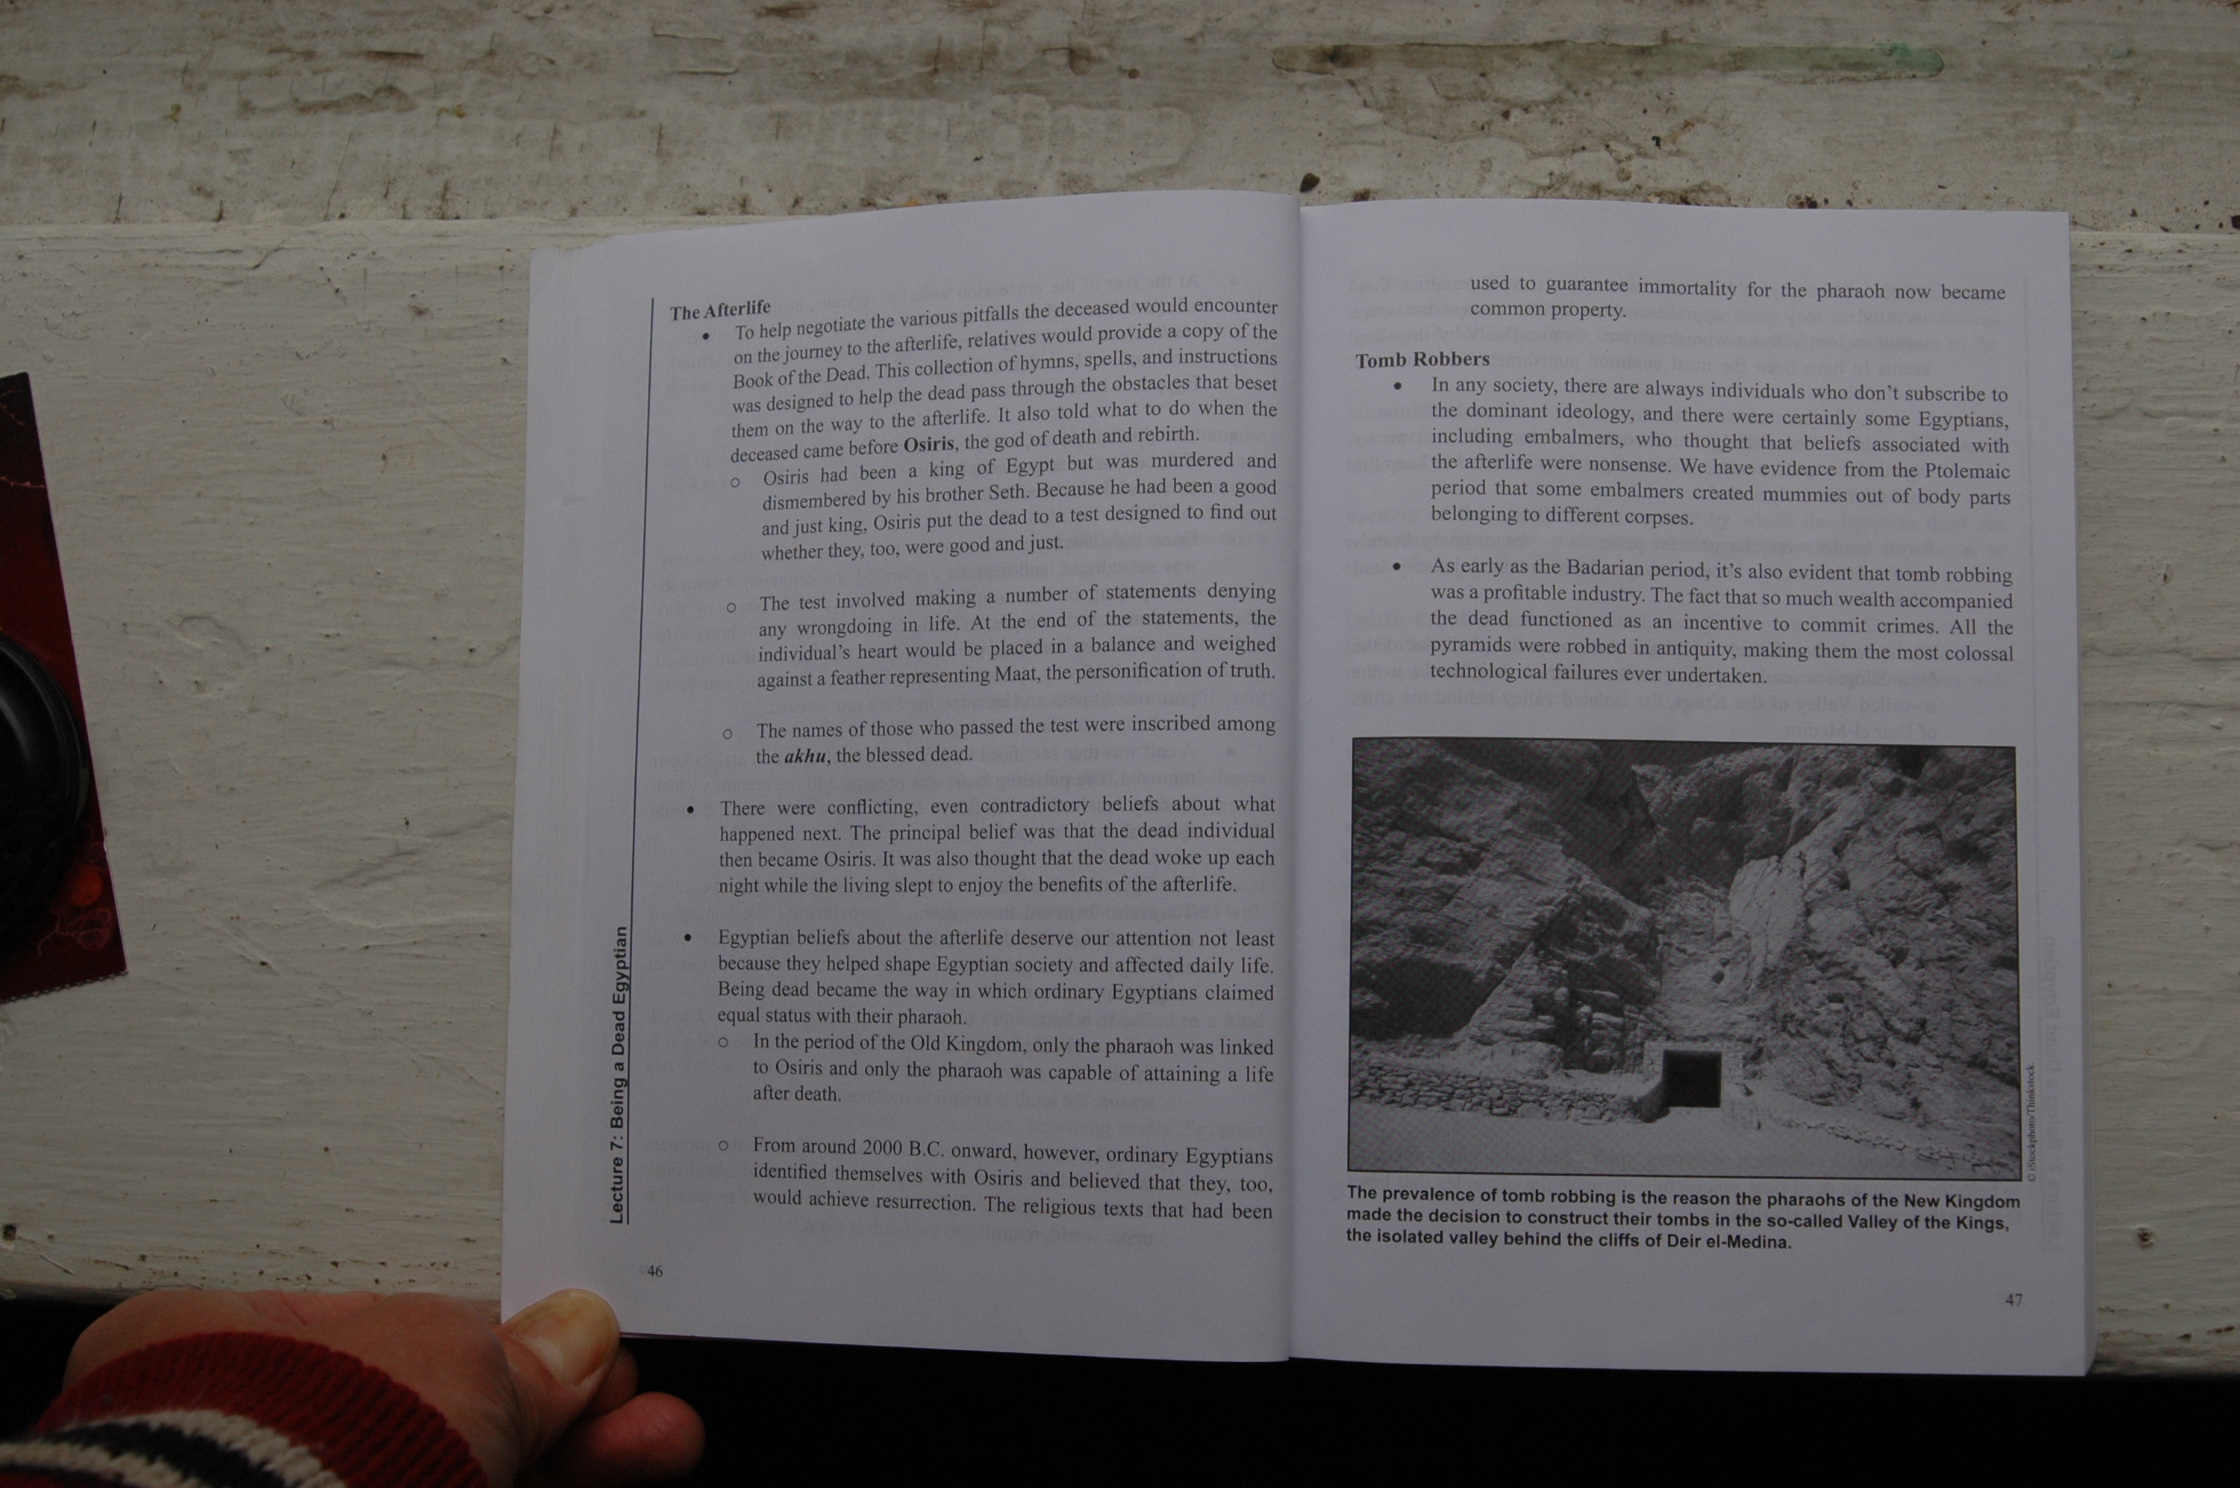 The Afterlife
• To help negotiate the various pitfalls the deceased would encounter
on the journey to the afterlife, relatives would provide a copy of the
Book of the Dead. This collection of hymns, spells, and instructions
was designed to help the dead pass through the obstacles that beset
them on the way to the afterlife. It also told what to do when the
deceased came before Osiris, the god of death and rebirth.
○ Osiris had been a king of Egypt but was murdered and
dismembered by his brother Seth. Because he had been a good
and just king, Osiris put the dead to a test designed to find out
whether they, too, were good and just.
○ The test involved making a number of statements denying
any wrongdoing in life. At the end of the statements, the
individual's heart would be placed in a balance and weighed
against a feather representing Maat, the personification of truth.
○ The names of those who passed the test were inscribed among
the akhu, the blessed dead.
• There were conflicting, even contradictory beliefs about what
happened next. The principal belief was that the dead individual
then became Osiris. It was also thought that the dead woke up each
night while the living slept to enjoy the benefits of the afterlife.
• Egyptian beliefs about the afterlife deserve our attention not least
because they helped shape Egyptian society and affected daily life.
Being dead became the way in which ordinary Egyptians claimed
equal status with their pharaoh.
○ In the period of the Old Kingdom, only the pharaoh was linked
to Osiris and only the pharaoh was capable of attaining a life
after death.
○ From around 2000 B.C. onward, however, ordinary Egyptians
identified themselves with Osiris and believed that they, too,
would achieve resurrection. The religious texts that had been
Lecture 7: Being a Dead Egyptian
46
used to guarantee immortality for the pharaoh now became
common property.
Tomb Robbers
• In any society, there are always individuals who don't subscribe to
the dominant ideology, and there were certainly some Egyptians,
including embalmers, who thought that beliefs associated with
the afterlife were nonsense. We have evidence from the Ptolemaic
period that some embalmers created mummies out of body parts
belonging to different corpses.
• As early as the Badarian period, it's also evident that tomb robbing
was a profitable industry. The fact that so much wealth accompanied
the dead functioned as an incentive to commit crimes. All the
pyramids were robbed in antiquity, making them the most colossal
technological failures ever undertaken.
© iStockphoto/Thinkstock.
The prevalence of tomb robbing is the reason the pharaohs of the New Kingdom
made the decision to construct their tombs in the so-called Valley of the Kings,
the isolated valley behind the cliffs of Deir el-Medina.
47